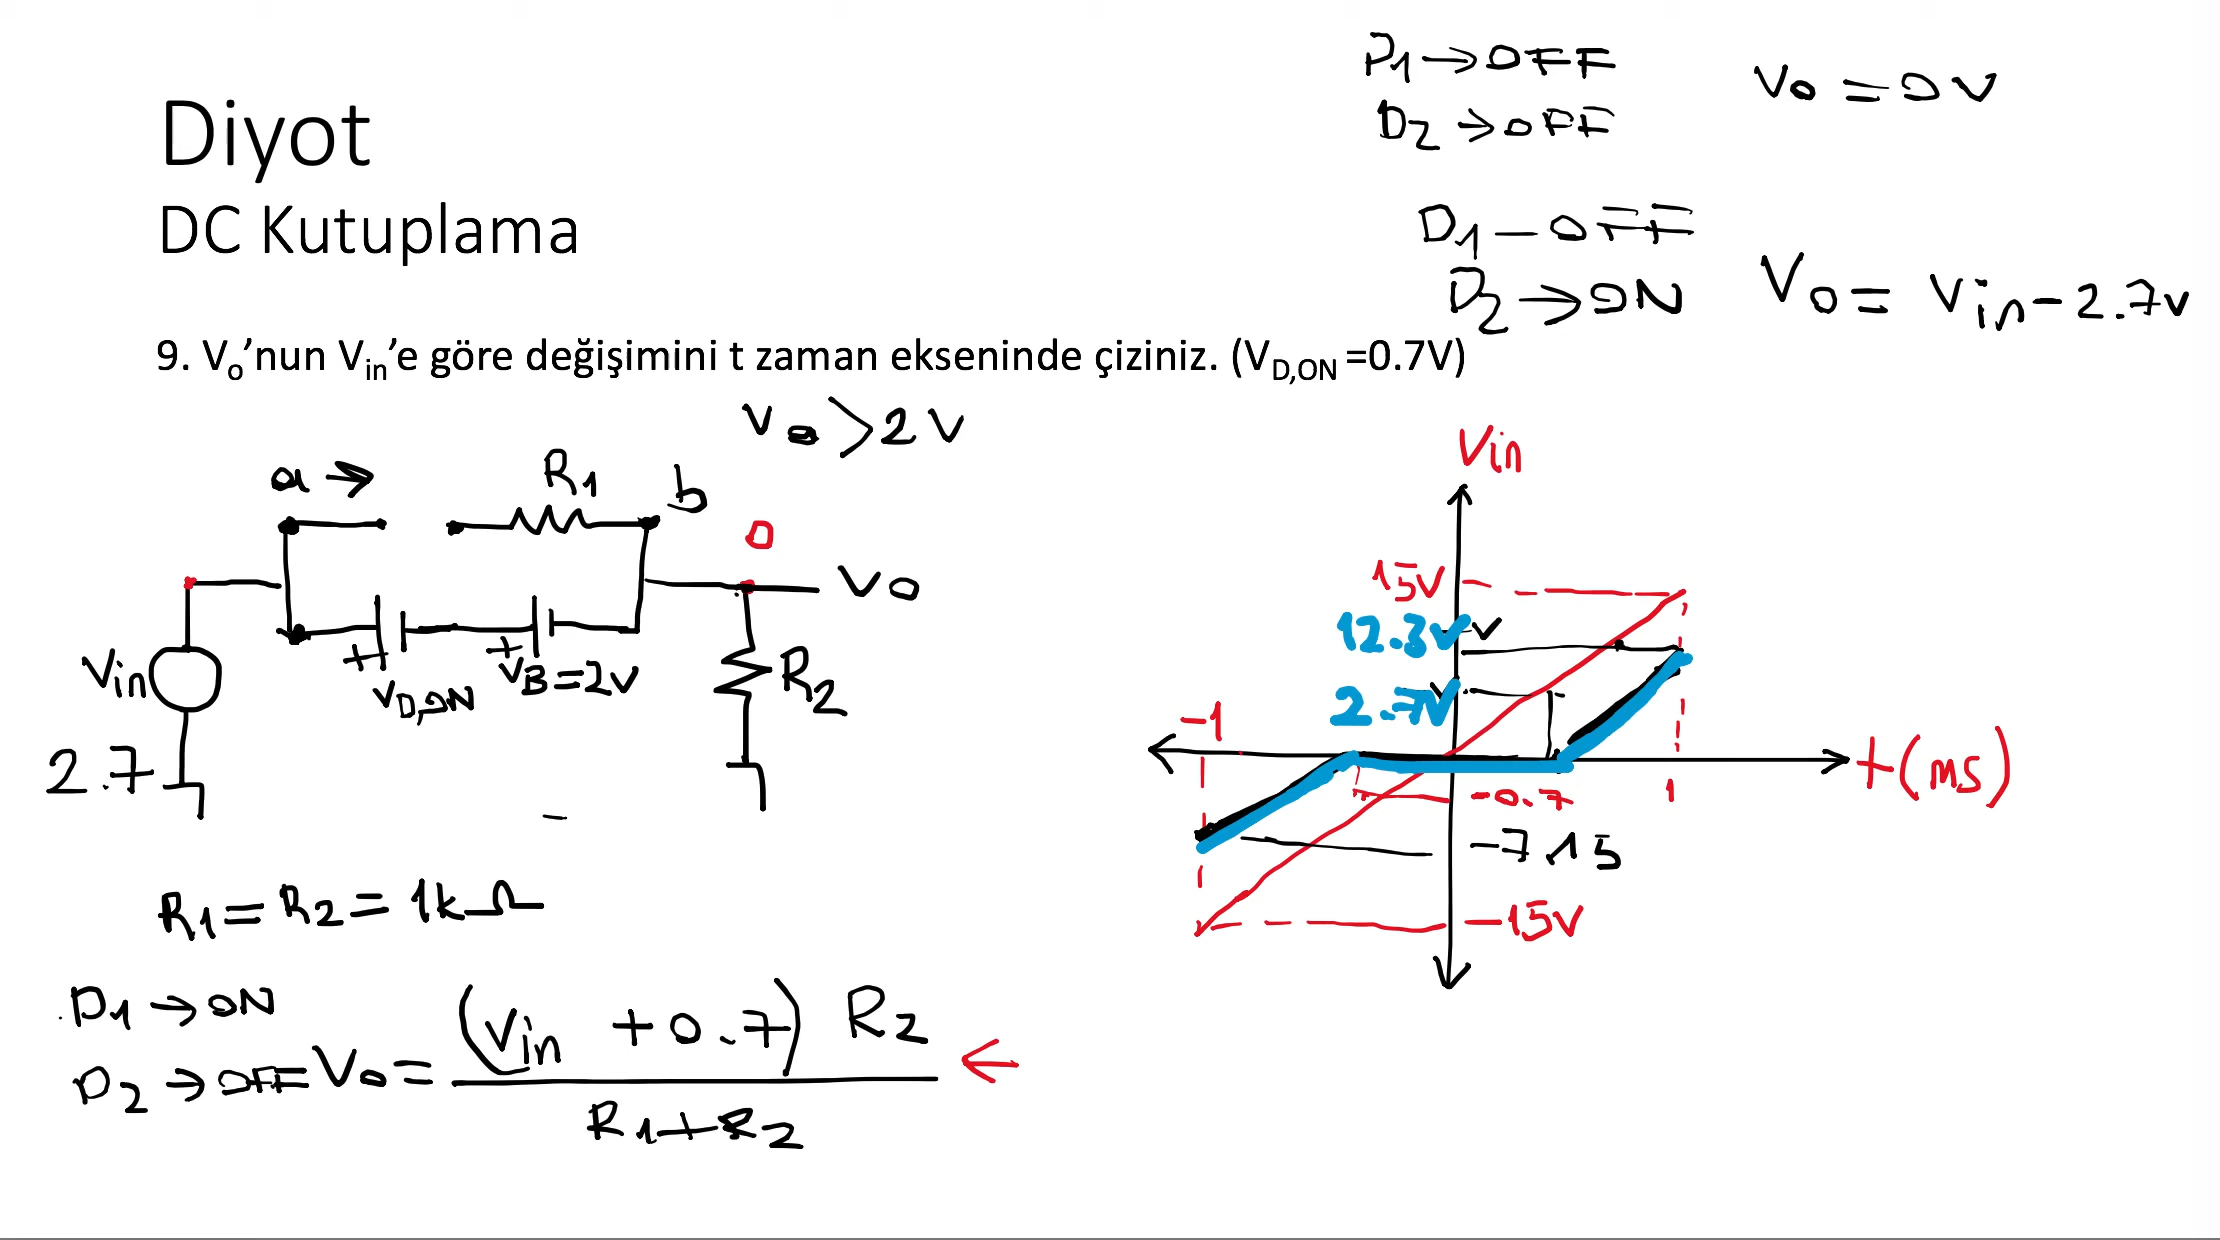 Diyot
DC Kutuplama
D1 → OFF
D2 → OFF
Vo = 0V
D1 — OFF
D2 → ON
Vo = Vin - 2.7v
9. Vo'nun Vin'e göre değişimini t zaman ekseninde çiziniz. (VD,ON =0.7V)
Vo > 2V
a →
R1
b
0
Vo
Vin
+
VD,ON
+
VB=2V
R2
2.7
-
R1 = R2 = 1kΩ
D1 → ON
D2 → OFF
Vo = (Vin + 0.7) R2
R1+R2
←
Vin
15V
12.3V
V
2.7V
-1
t(ms)
-0.7
1
-7.15
-15V